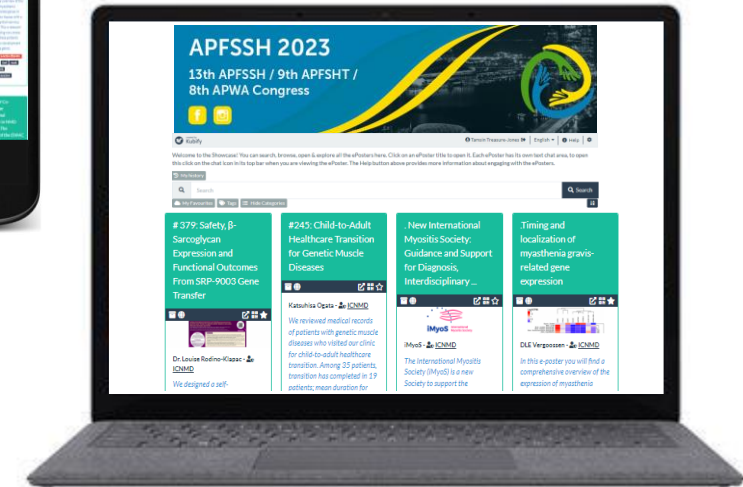 APFSSH 2023
13th APFSSH / 9th APFSHT /
8th APWA Congress
Kubify
Tamsin Treasure-Jones
English
Help
Welcome to the Showcase! You can search, browse, open & explore all the ePosters here. Click on an ePoster title to open it. Each ePoster has its own text chat area, to open
this click on the chat icon in its top bar when you are viewing the ePoster. The Help button above provides more information about engaging with the ePosters.
My history
Search
Search
My Favourites
Tags
Hide Categories
# 379: Safety, β-
Sarcoglycan
Expression and
Functional Outcomes
From SRP-9003 Gene
Transfer
Dr. Louise Rodino-Klapac - ICNMD
We designed a self-
#245: Child-to-Adult
Healthcare Transition
for Genetic Muscle
Diseases
Katsuhisa Ogata - ICNMD
We reviewed medical records
of patients with genetic muscle
diseases who visited our clinic
for child-to-adult healthcare
transition. Among 35 patients,
transition has completed in 19
patients; mean duration for
. New International
Myositis Society:
Guidance and Support
for Diagnosis,
Interdisciplinary ...
iMyoS
iMyoS - ICNMD
The International Myositis
Society (iMyoS) is a new
Society to support the
.Timing and
localization of
myasthenia gravis-
related gene
expression
DLE Vergoossen - ICNMD
In this e-poster you will find a
comprehensive overview of the
expression of myasthenia